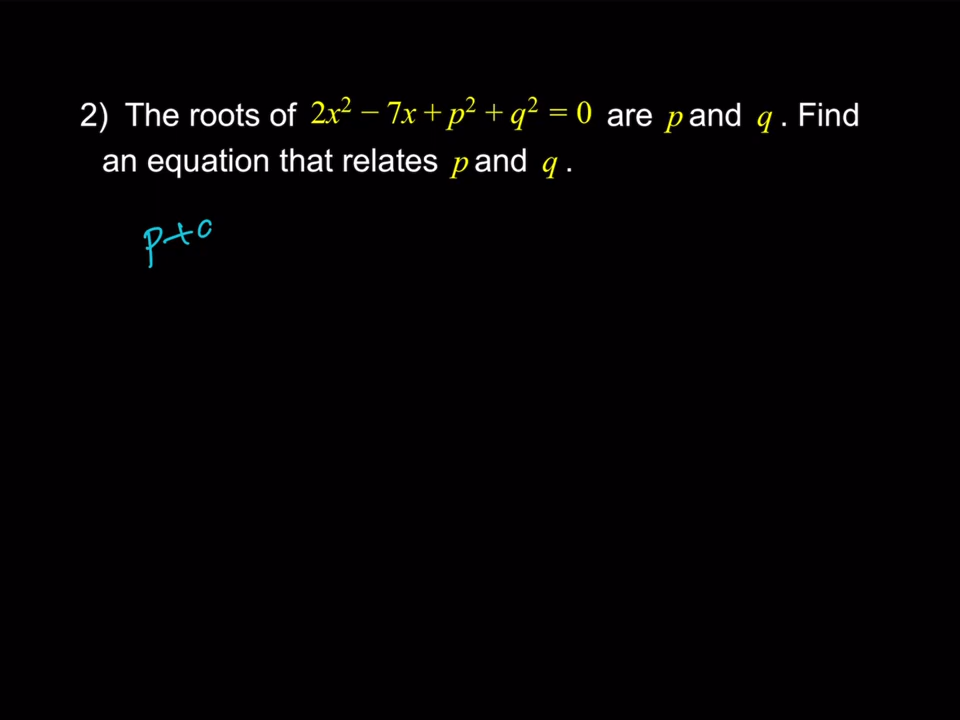 2) The roots of 2x² − 7x + p² + q² = 0 are p and q . Find
an equation that relates p and q .
p+c